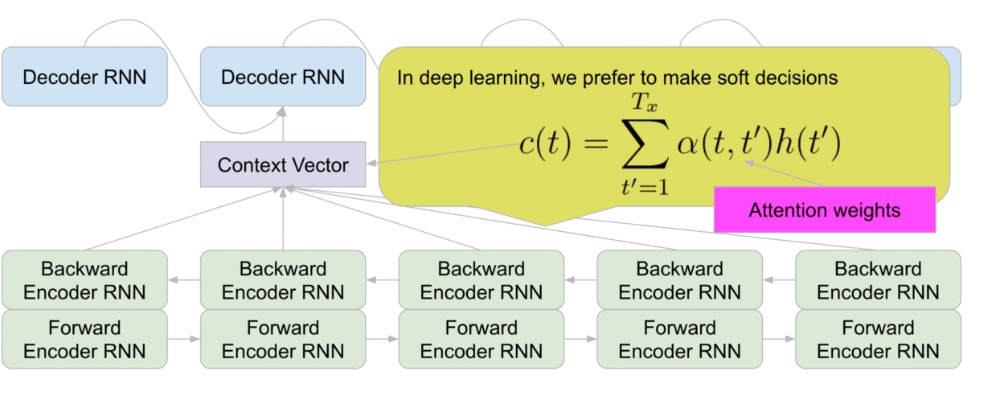 Decoder RNN
Decoder RNN
In deep learning, we prefer to make soft decisions
c(t) = \sum_{t'=1}^{T_x} α(t, t')h(t')
Context Vector
Attention weights
Backward
Encoder RNN
Backward
Encoder RNN
Backward
Encoder RNN
Backward
Encoder RNN
Backward
Encoder RNN
Forward
Encoder RNN
Forward
Encoder RNN
Forward
Encoder RNN
Forward
Encoder RNN
Forward
Encoder RNN